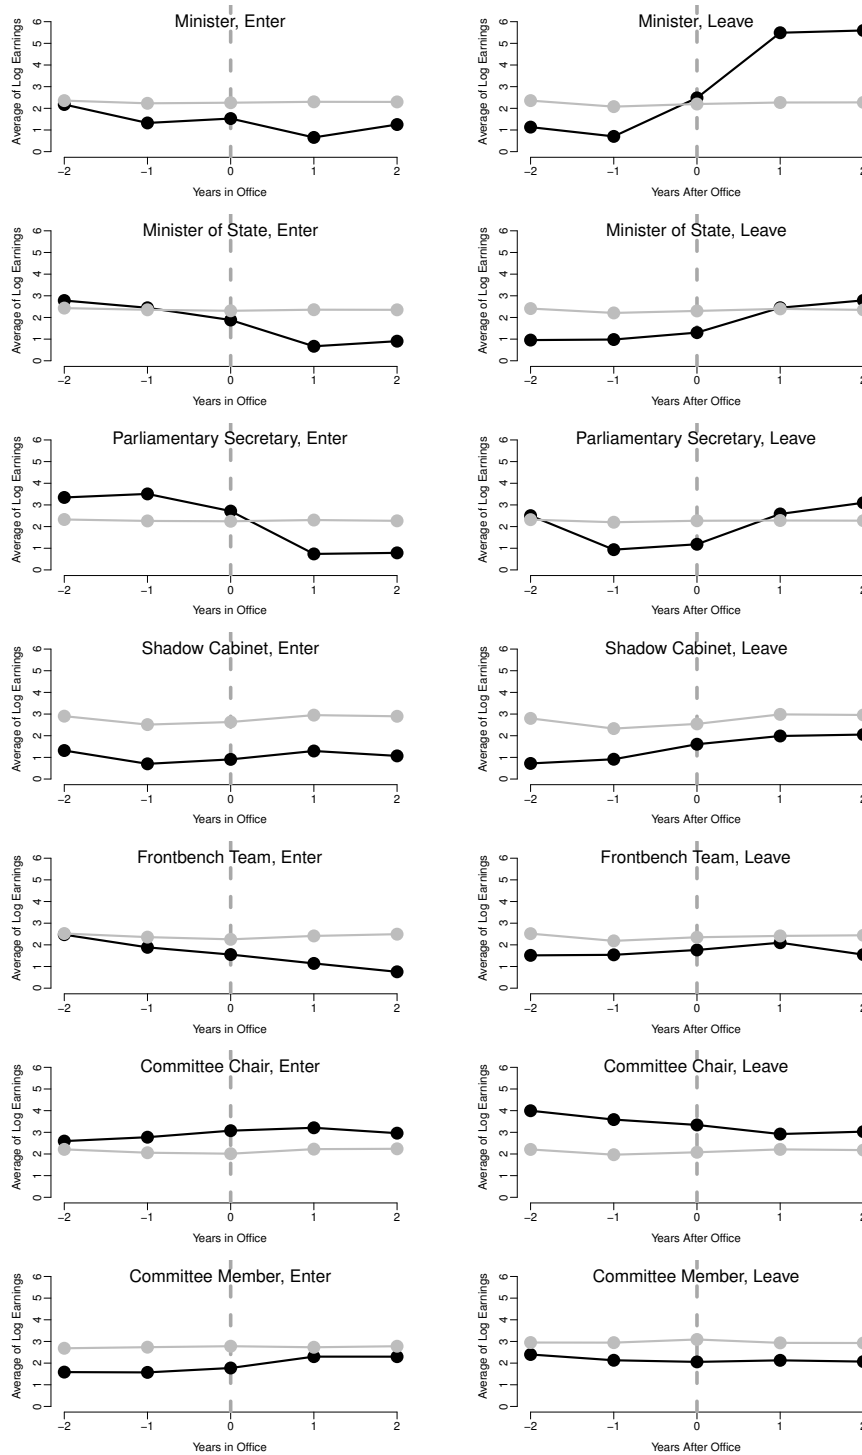 Minister, Enter
Average of Log Earnings
0 1 2 3 4 5 6
−2 −1 0 1 2
Years in Office
Minister, Leave
Average of Log Earnings
0 1 2 3 4 5 6
−2 −1 0 1 2
Years After Office
Minister of State, Enter
Average of Log Earnings
0 1 2 3 4 5 6
−2 −1 0 1 2
Years in Office
Minister of State, Leave
Average of Log Earnings
0 1 2 3 4 5 6
−2 −1 0 1 2
Years After Office
Parliamentary Secretary, Enter
Average of Log Earnings
0 1 2 3 4 5 6
−2 −1 0 1 2
Years in Office
Parliamentary Secretary, Leave
Average of Log Earnings
0 1 2 3 4 5 6
−2 −1 0 1 2
Years After Office
Shadow Cabinet, Enter
Average of Log Earnings
0 1 2 3 4 5 6
−2 −1 0 1 2
Years in Office
Shadow Cabinet, Leave
Average of Log Earnings
0 1 2 3 4 5 6
−2 −1 0 1 2
Years After Office
Frontbench Team, Enter
Average of Log Earnings
0 1 2 3 4 5 6
−2 −1 0 1 2
Years in Office
Frontbench Team, Leave
Average of Log Earnings
0 1 2 3 4 5 6
−2 −1 0 1 2
Years After Office
Committee Chair, Enter
Average of Log Earnings
0 1 2 3 4 5 6
−2 −1 0 1 2
Years in Office
Committee Chair, Leave
Average of Log Earnings
0 1 2 3 4 5 6
−2 −1 0 1 2
Years After Office
Committee Member, Enter
Average of Log Earnings
0 1 2 3 4 5 6
−2 −1 0 1 2
Years in Office
Committee Member, Leave
Average of Log Earnings
0 1 2 3 4 5 6
−2 −1 0 1 2
Years After Office